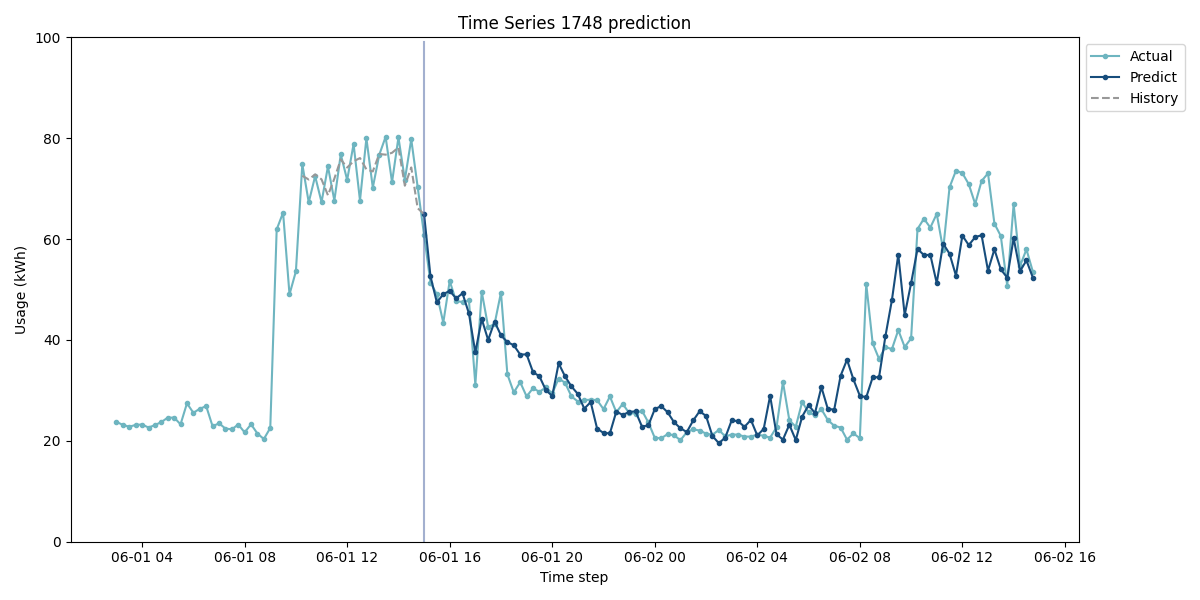 Time Series 1748 prediction
100
80
60
40
20
0
Usage (kWh)
06-01 04
06-01 08
06-01 12
06-01 16
06-01 20
06-02 00
06-02 04
06-02 08
06-02 12
06-02 16
Time step
Actual
Predict
History